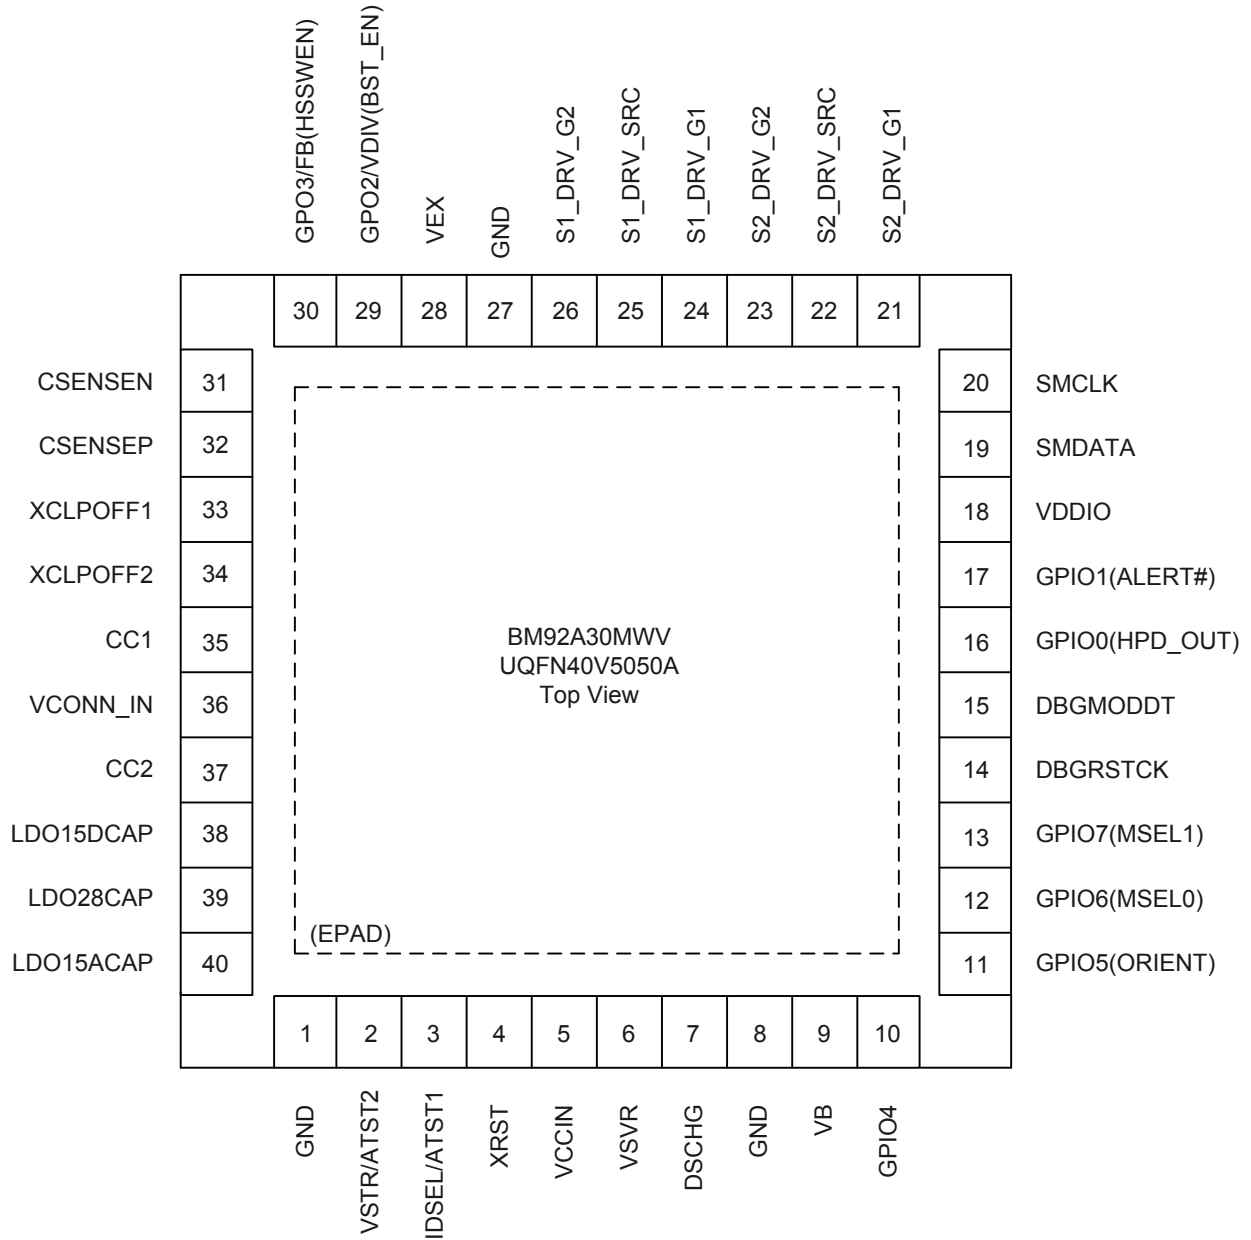 GPO3/FB(HSSWEN)
GPO2/VDIV(BST_EN)
VEX
GND
S1_DRV_G2
S1_DRV_SRC
S1_DRV_G1
S2_DRV_G2
S2_DRV_SRC
S2_DRV_G1
30 29 28 27 26 25 24 23 22 21
CSENSEN 31 20 SMCLK
CSENSEP 32 19 SMDATA
XCLPOFF1 33 18 VDDIO
XCLPOFF2 34 17 GPIO1(ALERT#)
CC1 35 16 GPIO0(HPD_OUT)
VCONN_IN 36 15 DBGMODDT
CC2 37 14 DBGRSTCK
LDO15DCAP 38 13 GPIO7(MSEL1)
LDO28CAP 39 12 GPIO6(MSEL0)
LDO15ACAP 40 11 GPIO5(ORIENT)
BM92A30MWV
UQFN40V5050A
Top View
(EPAD)
1 2 3 4 5 6 7 8 9 10
GND
VSTR/ATST2
IDSEL/ATST1
XRST
VCCIN
VSVR
DSCHG
GND
VB
GPIO4